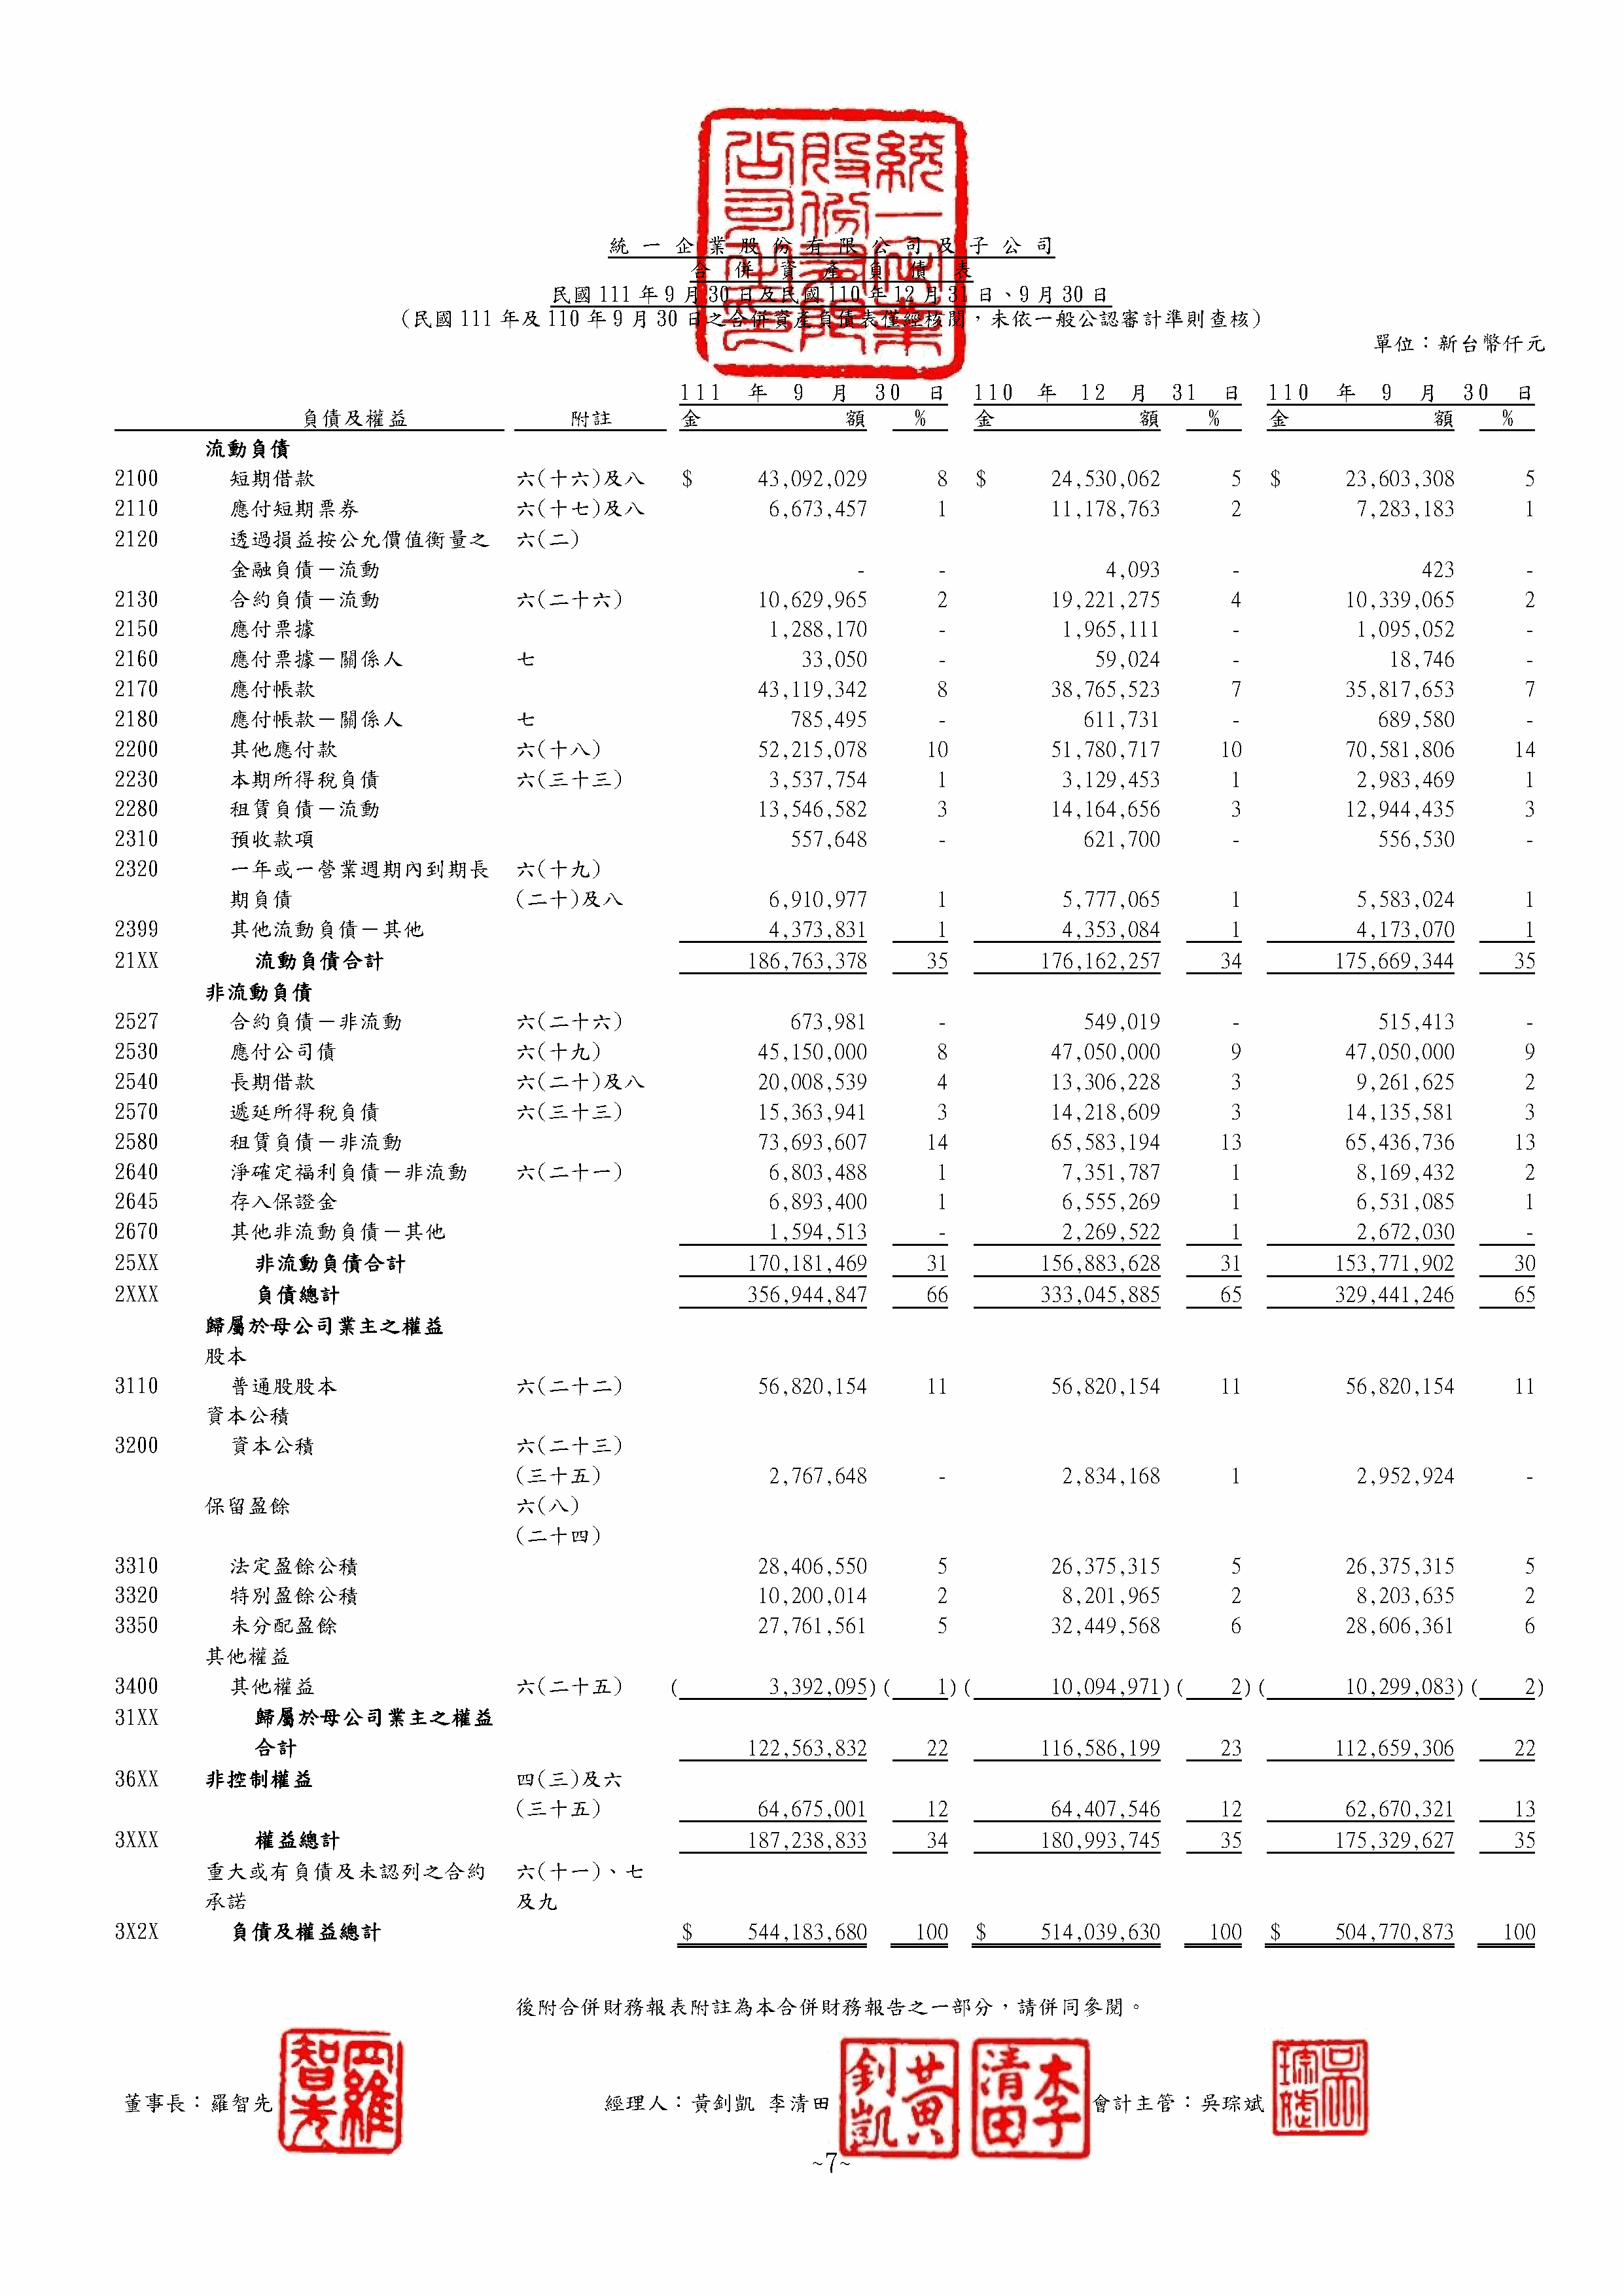 統一企業股份有限公司及子公司
合併資產負債表
民國111年9月30日及民國110年12月31日、9月30日
（民國111年及110年9月30日之合併資產負債表僅經核閱，未依一般公認審計準則查核）
單位：新台幣仟元
111 年 9 月 30 日 110 年 12 月 31 日 110 年 9 月 30 日
負債及權益 附註 金額 % 金額 % 金額 %
流動負債
2100 短期借款 六(十六)及八 $ 43,092,029 8 $ 24,530,062 5 $ 23,603,308 5
2110 應付短期票券 六(十七)及八 6,673,457 1 11,178,763 2 7,283,183 1
2120 透過損益按公允價值衡量之 六(二)
金融負債－流動 - - 4,093 - 423 -
2130 合約負債－流動 六(二十六) 10,629,965 2 19,221,275 4 10,339,065 2
2150 應付票據 1,288,170 - 1,965,111 - 1,095,052 -
2160 應付票據－關係人 七 33,050 - 59,024 - 18,746 -
2170 應付帳款 43,119,342 8 38,765,523 7 35,817,653 7
2180 應付帳款－關係人 七 785,495 - 611,731 - 689,580 -
2200 其他應付款 六(十八) 52,215,078 10 51,780,717 10 70,581,806 14
2230 本期所得稅負債 六(三十三) 3,537,754 1 3,129,453 1 2,983,469 1
2280 租賃負債－流動 13,546,582 3 14,164,656 3 12,944,435 3
2310 預收款項 557,648 - 621,700 - 556,530 -
2320 一年或一營業週期內到期長 六(十九)
期負債 (二十)及八 6,910,977 1 5,777,065 1 5,583,024 1
2399 其他流動負債－其他 4,373,831 1 4,353,084 1 4,173,070 1
21XX 流動負債合計 186,763,378 35 176,162,257 34 175,669,344 35
非流動負債
2527 合約負債－非流動 六(二十六) 673,981 - 549,019 - 515,413 -
2530 應付公司債 六(十九) 45,150,000 8 47,050,000 9 47,050,000 9
2540 長期借款 六(二十)及八 20,008,539 4 13,306,228 3 9,261,625 2
2570 遞延所得稅負債 六(三十三) 15,363,941 3 14,218,609 3 14,135,581 3
2580 租賃負債－非流動 73,693,607 14 65,583,194 13 65,436,736 13
2640 淨確定福利負債－非流動 六(二十一) 6,803,488 1 7,351,787 1 8,169,432 2
2645 存入保證金 6,893,400 1 6,555,269 1 6,531,085 1
2670 其他非流動負債－其他 1,594,513 - 2,269,522 1 2,672,030 -
25XX 非流動負債合計 170,181,469 31 156,883,628 31 153,771,902 30
2XXX 負債總計 356,944,847 66 333,045,885 65 329,441,246 65
歸屬於母公司業主之權益
股本
3110 普通股股本 六(二十二) 56,820,154 11 56,820,154 11 56,820,154 11
資本公積
3200 資本公積 六(二十三)
(三十五) 2,767,648 - 2,834,168 1 2,952,924 -
保留盈餘 六(八)
(二十四)
3310 法定盈餘公積 28,406,550 5 26,375,315 5 26,375,315 5
3320 特別盈餘公積 10,200,014 2 8,201,965 2 8,203,635 2
3350 未分配盈餘 27,761,561 5 32,449,568 6 28,606,361 6
其他權益
3400 其他權益 六(二十五) ( 3,392,095) ( 1) ( 10,094,971) ( 2) ( 10,299,083) ( 2)
31XX 歸屬於母公司業主之權益
合計 122,563,832 22 116,586,199 23 112,659,306 22
36XX 非控制權益 四(三)及六
(三十五) 64,675,001 12 64,407,546 12 62,670,321 13
3XXX 權益總計 187,238,833 34 180,993,745 35 175,329,627 35
重大或有負債及未認列之合約 六(十一)、七
承諾 及九
3X2X 負債及權益總計 $ 544,183,680 100 $ 514,039,630 100 $ 504,770,873 100
後附合併財務報表附註為本合併財務報告之一部分，請併同參閱。
董事長：羅智先 羅智先 經理人：黃釗凱 李清田 黃釗凱 李清田 會計主管：吳琮斌 吳琮斌
~7~